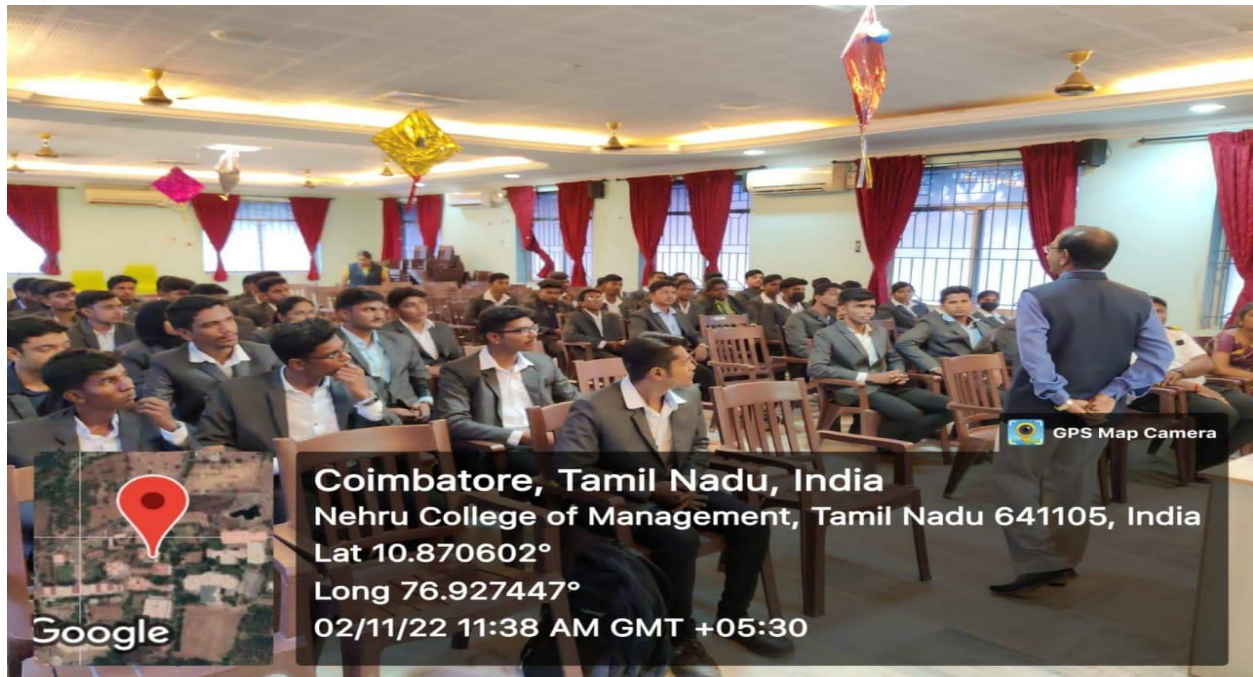 GPS Map Camera
Coimbatore, Tamil Nadu, India
Nehru College of Management, Tamil Nadu 641105, India
Lat 10.870602°
Long 76.927447°
02/11/22 11:38 AM GMT +05:30
Google